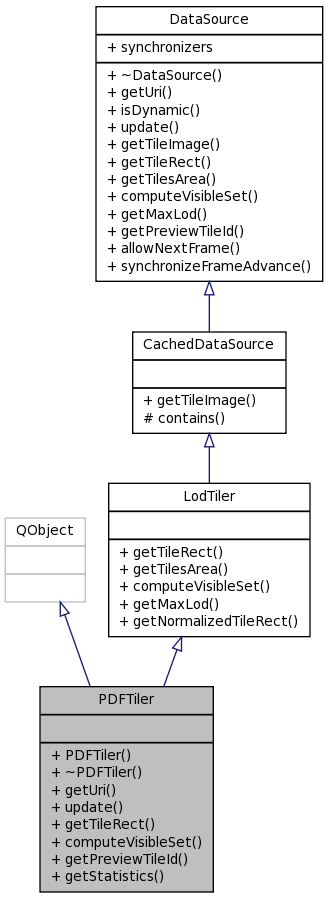 DataSource
+ synchronizers
+ ~DataSource()
+ getUri()
+ isDynamic()
+ update()
+ getTileImage()
+ getTileRect()
+ getTilesArea()
+ computeVisibleSet()
+ getMaxLod()
+ getPreviewTileId()
+ allowNextFrame()
+ synchronizeFrameAdvance()
CachedDataSource
+ getTileImage()
# contains()
LodTiler
+ getTileRect()
+ getTilesArea()
+ computeVisibleSet()
+ getMaxLod()
+ getNormalizedTileRect()
QObject
PDFTiler
+ PDFTiler()
+ ~PDFTiler()
+ getUri()
+ update()
+ getTileRect()
+ computeVisibleSet()
+ getPreviewTileId()
+ getStatistics()